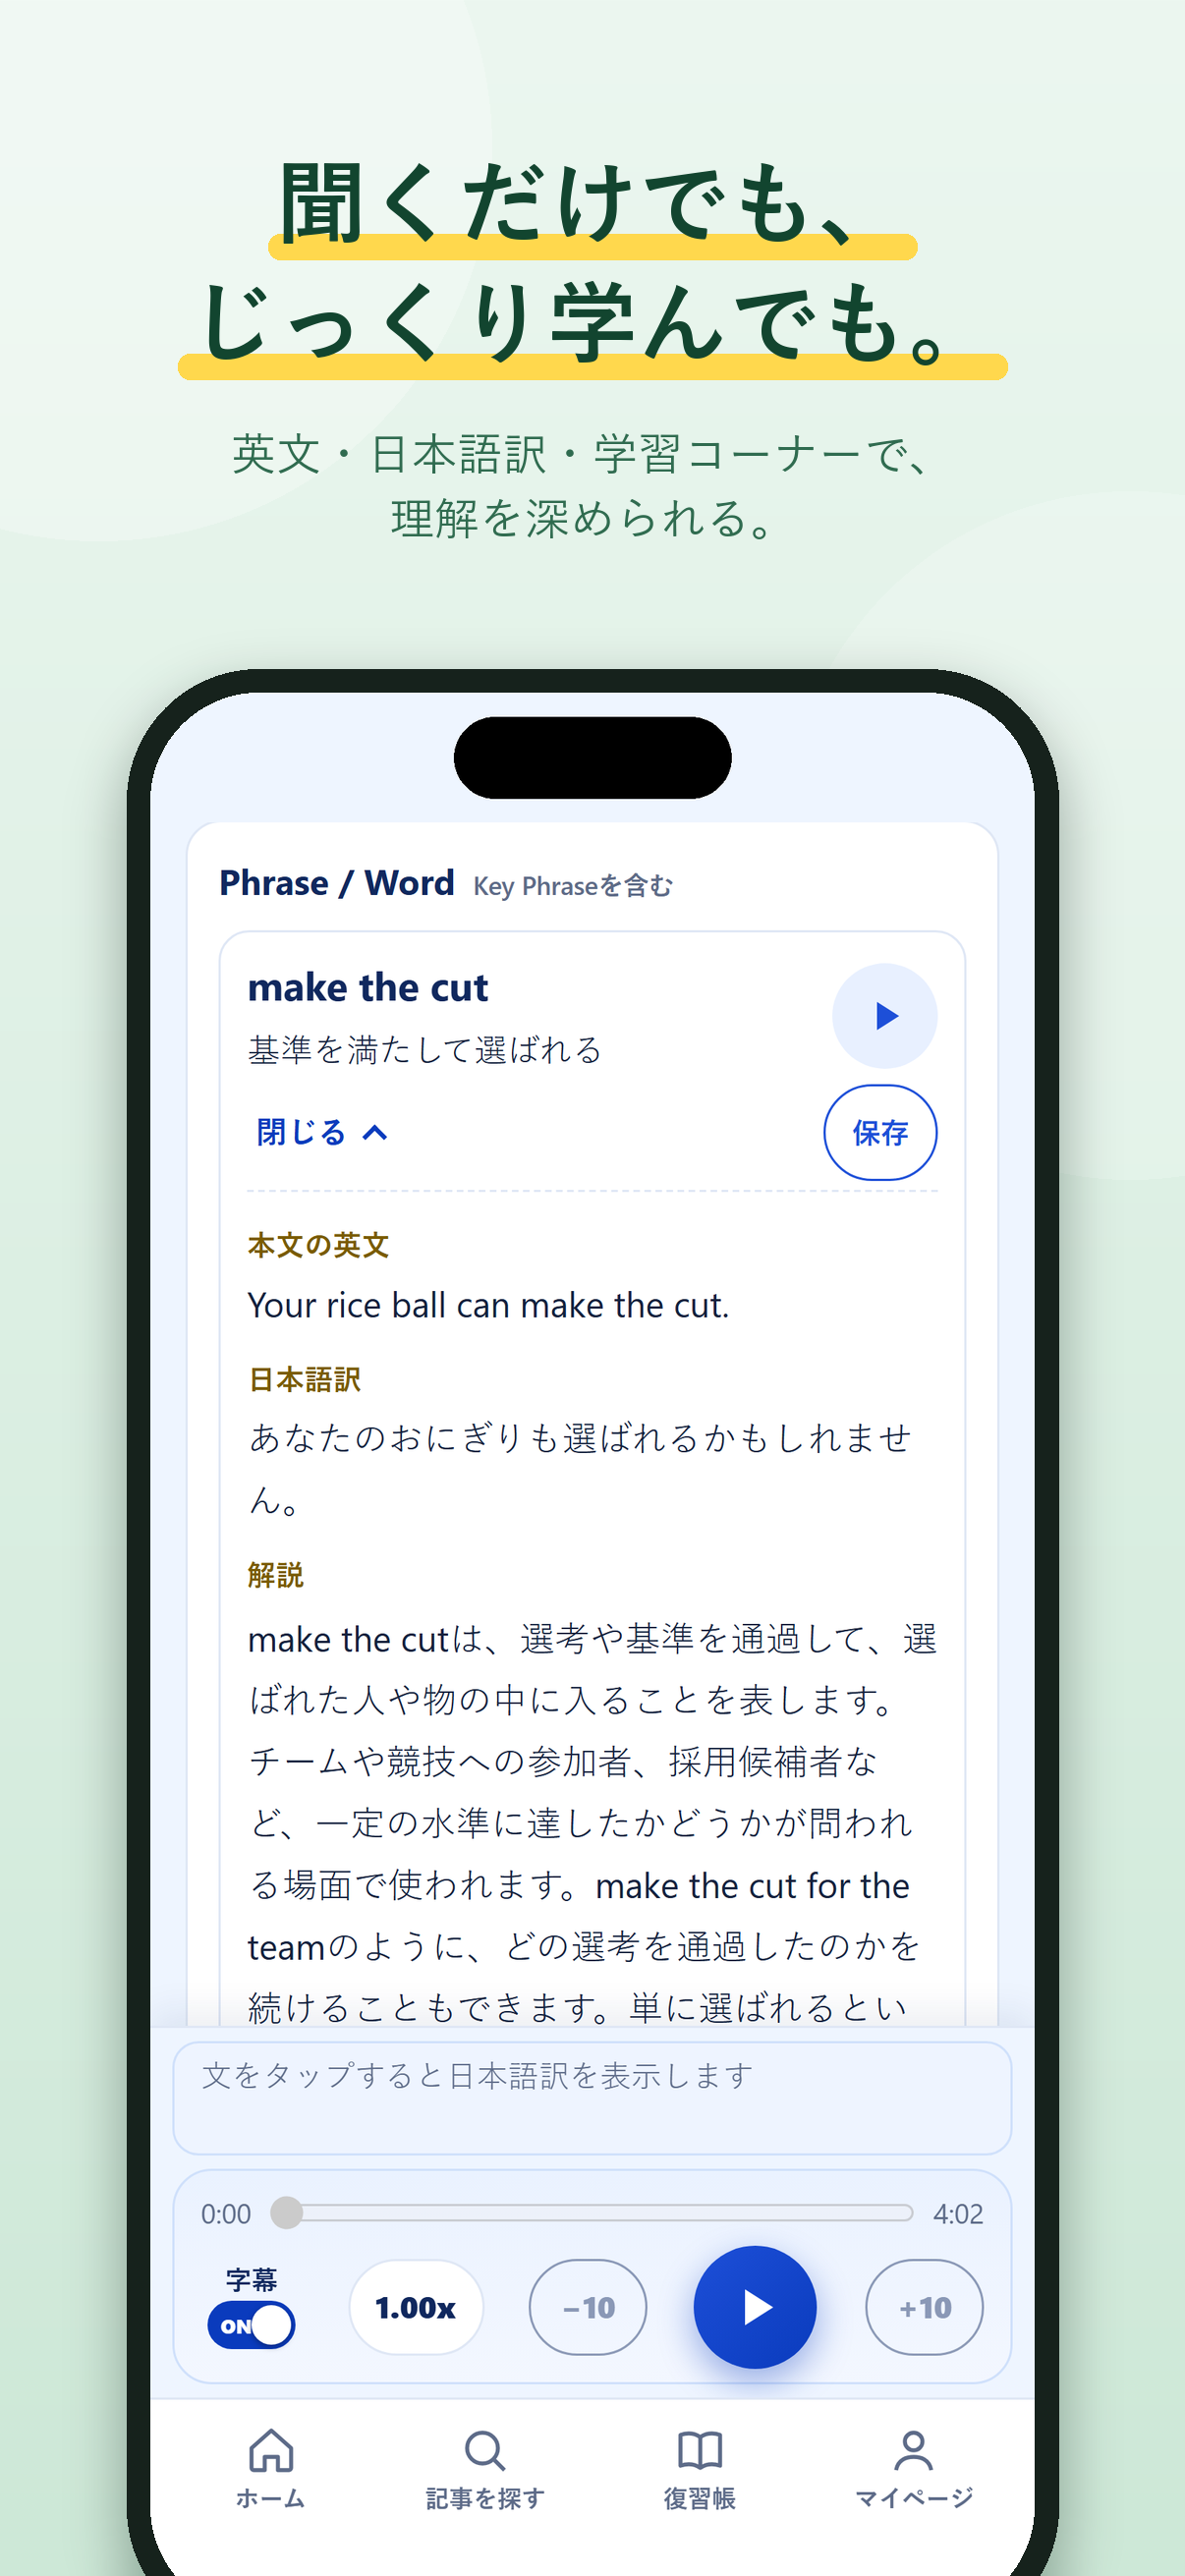 聞くだけでも、
じっくり学んでも。
英文・日本語訳・学習コーナーで、
理解を深められる。
Phrase / Word Key Phraseを含む
make the cut
基準を満たして選ばれる
閉じる
保存
本文の英文
Your rice ball can make the cut.
日本語訳
あなたのおにぎりも選ばれるかもしれませ
ん。
解説
make the cutは、選考や基準を通過して、選
ばれた人や物の中に入ることを表します。
チームや競技への参加者、採用候補者な
ど、一定の水準に達したかどうかが問われ
る場面で使われます。make the cut for the
teamのように、どの選考を通過したのかを
続けることもできます。単に選ばれるとい
文をタップすると日本語訳を表示します
0:00 4:02
字幕
ON 1.00x −10 +10
ホーム 記事を探す 復習帳 マイページ